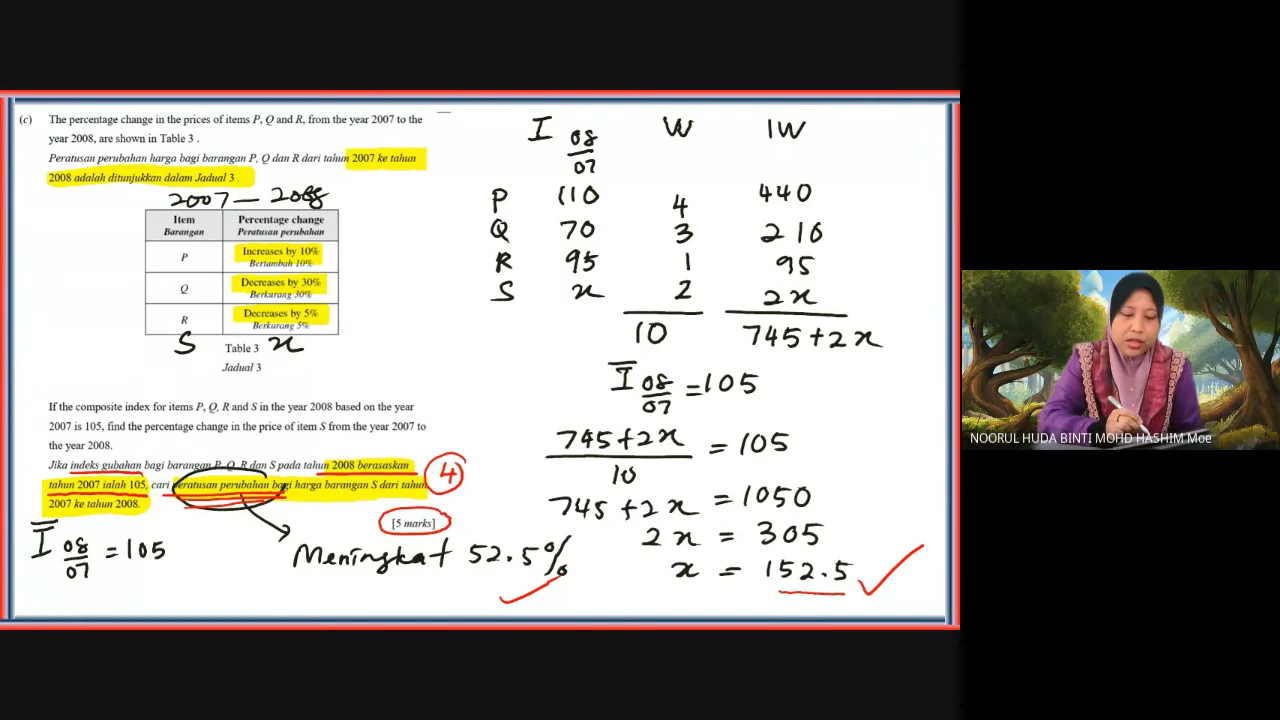 (c) The percentage change in the prices of items P, Q and R, from the year 2007 to the
year 2008, are shown in Table 3 .
Peratusan perubahan harga bagi barangan P, Q dan R dari tahun 2007 ke tahun
2008 adalah ditunjukkan dalam Jadual 3 .
2007 — 2008
Item Percentage change
Barangan Peratusan perubahan
P Increases by 10%
Bertambah 10%
Q Decreases by 30%
Berkurang 30%
R Decreases by 5%
Berkurang 5%
S x
Table 3
Jadual 3
If the composite index for items P, Q, R and S in the year 2008 based on the year
2007 is 105, find the percentage change in the price of item S from the year 2007 to
the year 2008.
Jika indeks gubahan bagi barangan P, Q, R dan S pada tahun 2008 berasaskan
tahun 2007 ialah 105, cari peratusan perubahan bagi harga barangan S dari tahun
2007 ke tahun 2008.
4
[5 marks]
Ī 08/07 = 105
Meningkat 52.5%
I 08/07 W IW
P 110 4 440
Q 70 3 210
R 95 1 95
S x 2 2x
10 745+2x
Ī 08/07 = 105
745+2x / 10 = 105
745+2x = 1050
2x = 305
x = 152.5
NOORUL HUDA BINTI MOHD HASHIM Moe